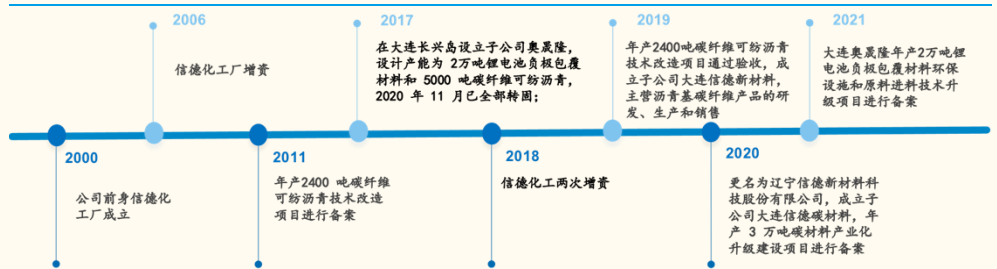 2006
信德化工厂增资
2017
在大连长兴岛设立子公司奥晟隆，
设计产能为 2万吨锂电池负极包覆
材料和 5000 吨碳纤维可纺沥青，
2020 年 11 月已全部转固；
2019
年产2400吨碳纤维可纺沥青
技术改造项目通过验收，成
立子公司大连信德新材料，
主营沥青基碳纤维产品的研
发、生产和销售
2021
大连奥晟隆年产2万吨锂
电池负极包覆材料环保
设施和原料进料技术升
级项目进行备案
2000
公司前身信德化
工厂成立
2011
年产2400 吨碳纤维
可纺沥青技术改造
项目进行备案
2018
信德化工两次增资
2020
更名为辽宁信德新材料科
技股份有限公司，成立子
公司大连信德碳材料，年
产 3 万吨碳材料产业化
升级建设项目进行备案